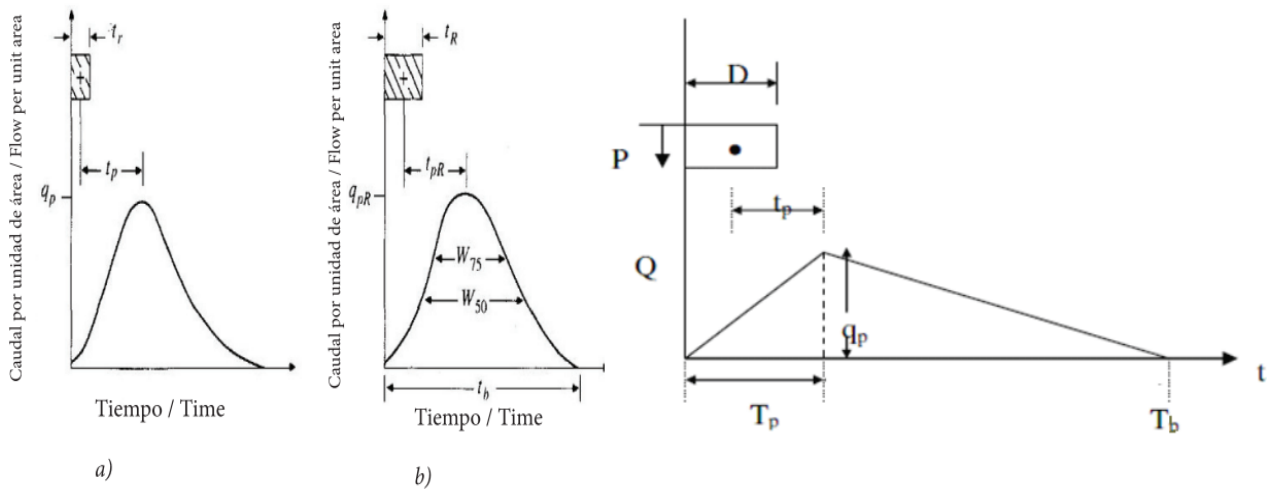 Caudal por unidad de área / Flow per unit area
t_r
t_p
q_p
Tiempo / Time
a)
Caudal por unidad de área / Flow per unit area
t_R
t_pR
q_pR
W_75
W_50
t_b
Tiempo / Time
b)
D
P
t_p
Q
q_p
t
T_p
T_b